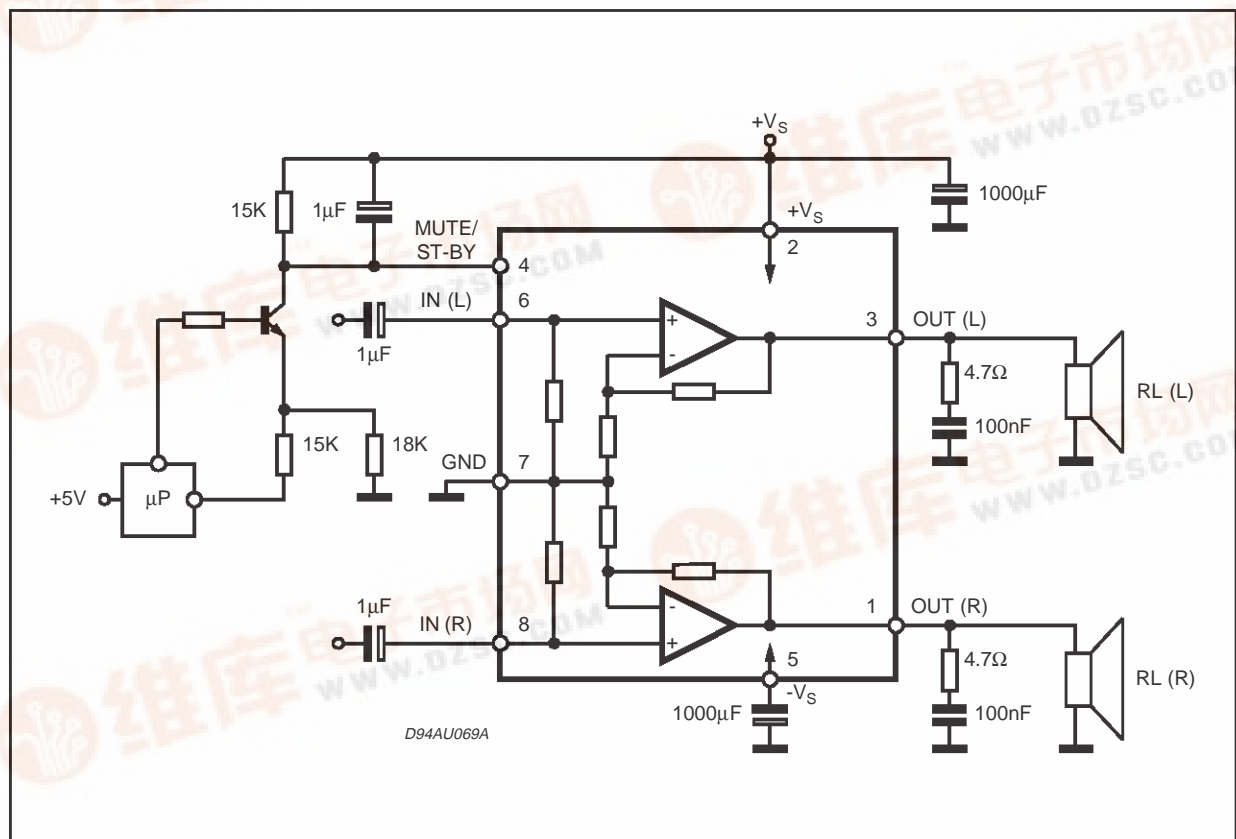 维库电子市场网
WWW.DZSC.COM
+VS
15K
1μF
1000μF
MUTE/
ST-BY
+VS
2
4
IN (L)
6
1μF
+
-
3
OUT (L)
4.7Ω
RL (L)
100nF
15K
18K
GND
7
+5V
μP
1μF
IN (R)
8
-
+
1
OUT (R)
5
-VS
4.7Ω
RL (R)
1000μF
100nF
D94AU069A